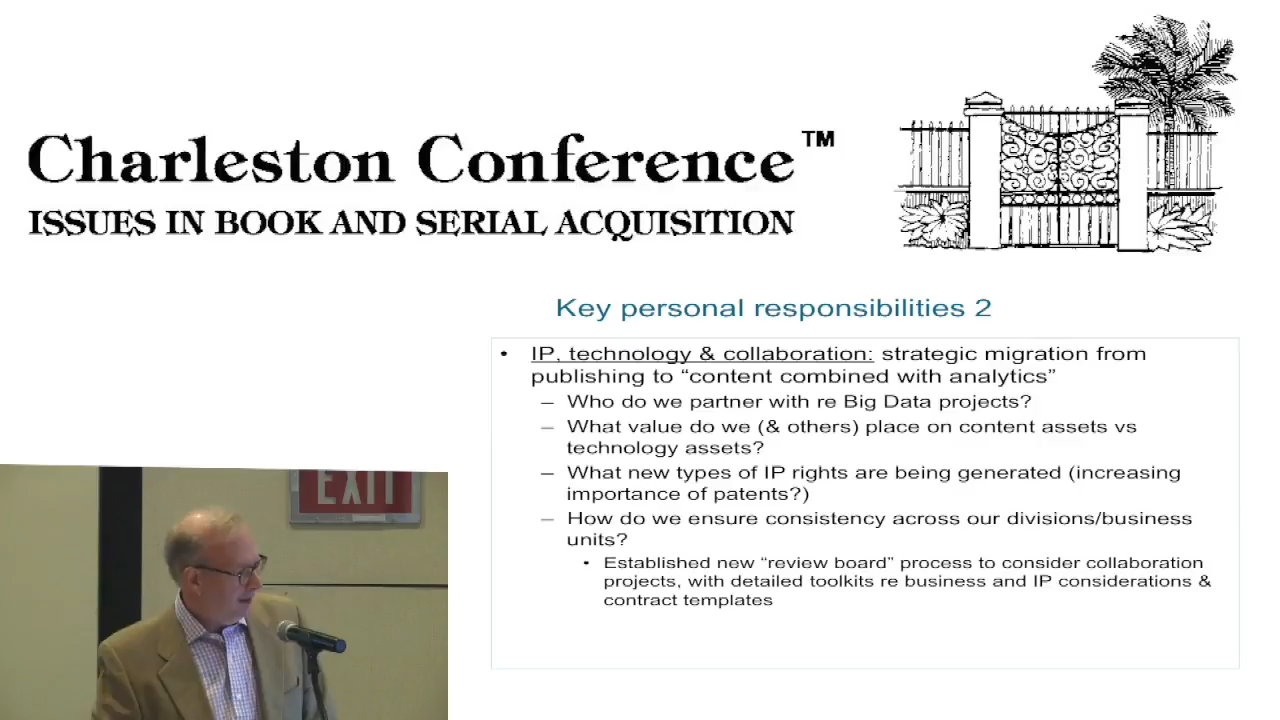 Charleston Conference™
ISSUES IN BOOK AND SERIAL ACQUISITION
Key personal responsibilities 2
• IP, technology & collaboration: strategic migration from
publishing to “content combined with analytics”
– Who do we partner with re Big Data projects?
– What value do we (& others) place on content assets vs
technology assets?
– What new types of IP rights are being generated (increasing
importance of patents?)
– How do we ensure consistency across our divisions/business
units?
• Established new “review board” process to consider collaboration
projects, with detailed toolkits re business and IP considerations &
contract templates
EXIT